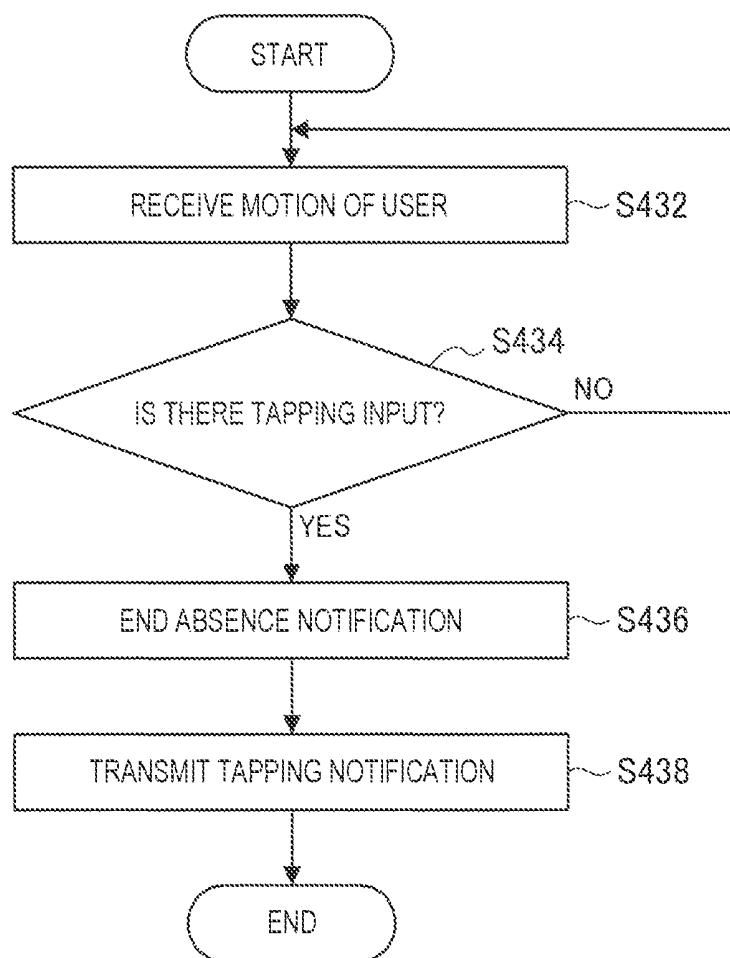 START
RECEIVE MOTION OF USER
S432
S434
IS THERE TAPPING INPUT?
NO
YES
END ABSENCE NOTIFICATION
S436
TRANSMIT TAPPING NOTIFICATION
S438
END